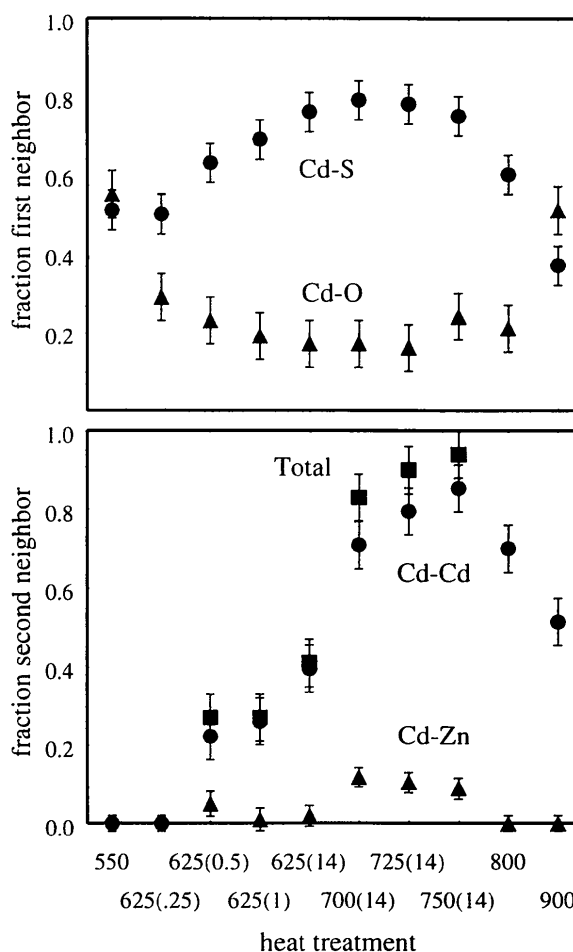 1.0
0.8
0.6
0.4
0.2
fraction first neighbor
Cd-S
Cd-O
1.0
0.8
0.6
0.4
0.2
0.0
fraction second neighbor
Total
Cd-Cd
Cd-Zn
550 625(0.5) 625(14) 725(14) 800
625(.25) 625(1) 700(14) 750(14) 900
heat treatment